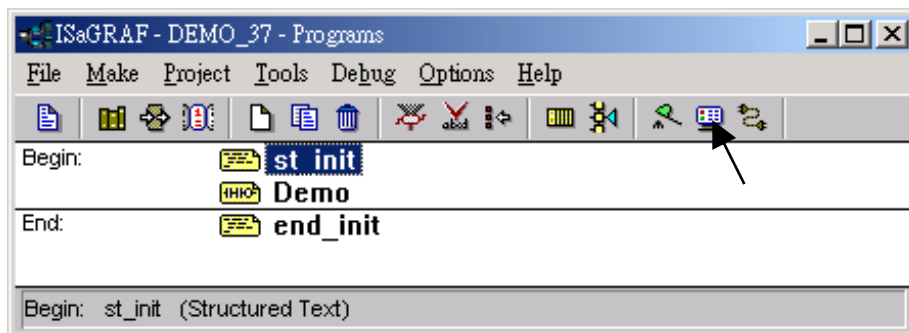 ISaGRAF - DEMO_37 - Programs
File Make Project Tools Debug Options Help
Begin: st_init
Demo
End: end_init
Begin: st_init (Structured Text)